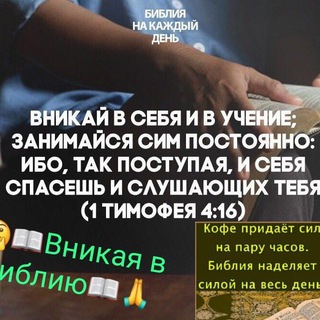 БИБЛИЯ
НА КАЖДЫЙ
ДЕНЬ
ВНИКАЙ В СЕБЯ И В УЧЕНИЕ;
ЗАНИМАЙСЯ СИМ ПОСТОЯННО:
ИБО, ТАК ПОСТУПАЯ, И СЕБЯ
СПАСЕШЬ И СЛУШАЮЩИХ ТЕБЯ
(1 ТИМОФЕЯ 4:16)
Вникая в
иблию
Кофе придаёт сил
на пару часов.
Библия наделяет
силой на весь день